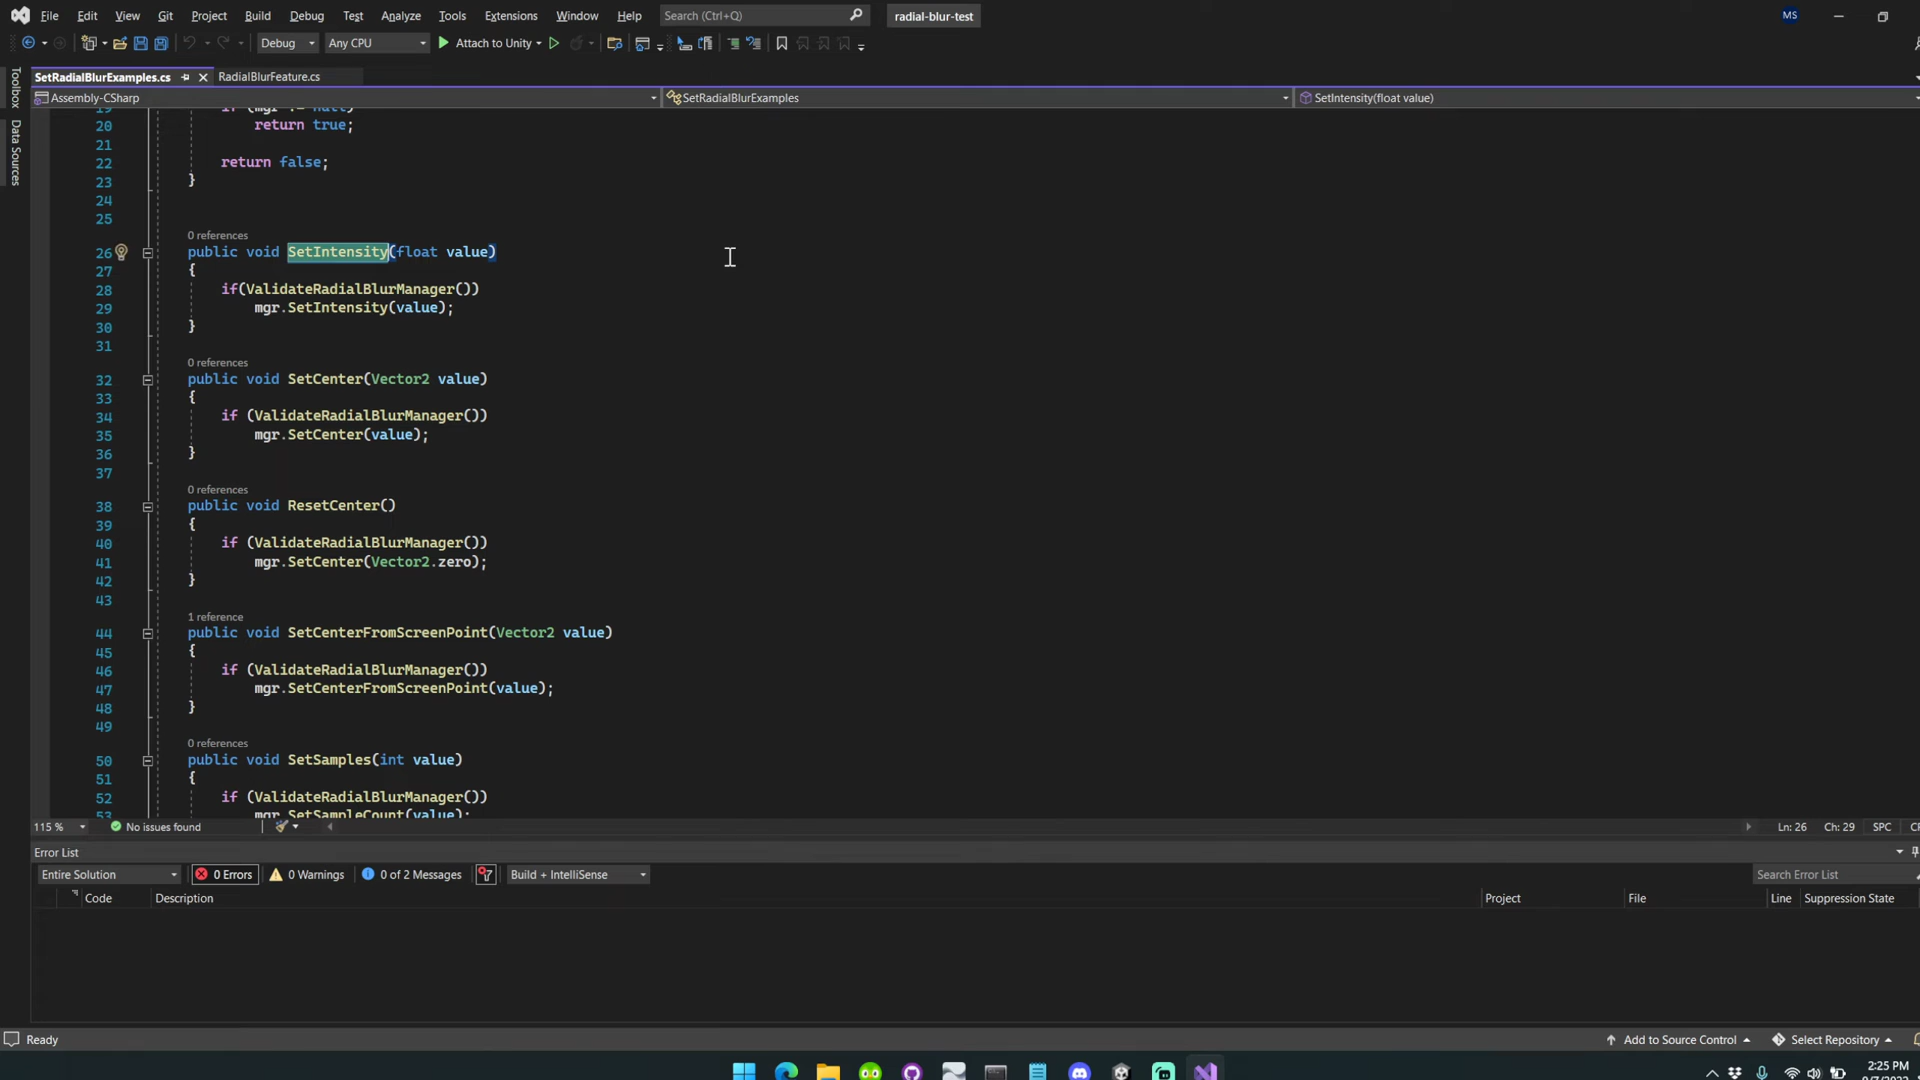 File Edit View Git Project Build Debug Test Analyze Tools Extensions Window Help Search (Ctrl+Q) radial-blur-test MS
Debug Any CPU Attach to Unity
Toolbox
Data Sources
SetRadialBlurExamples.cs RadialBlurFeature.cs
Assembly-CSharp SetRadialBlurExamples SetIntensity(float value)
20 return true;
21
22 return false;
23 }
24
25
0 references
26 public void SetIntensity(float value)
27 {
28 if(ValidateRadialBlurManager())
29 mgr.SetIntensity(value);
30 }
31
0 references
32 public void SetCenter(Vector2 value)
33 {
34 if (ValidateRadialBlurManager())
35 mgr.SetCenter(value);
36 }
37
0 references
38 public void ResetCenter()
39 {
40 if (ValidateRadialBlurManager())
41 mgr.SetCenter(Vector2.zero);
42 }
43
1 reference
44 public void SetCenterFromScreenPoint(Vector2 value)
45 {
46 if (ValidateRadialBlurManager())
47 mgr.SetCenterFromScreenPoint(value);
48 }
49
0 references
50 public void SetSamples(int value)
51 {
52 if (ValidateRadialBlurManager())
53 mgr.SetSampleCount(value);
115 % No issues found Ln: 26 Ch: 29 SPC
Error List
Entire Solution 0 Errors 0 Warnings 0 of 2 Messages Build + IntelliSense Search Error List
Code Description Project File Line Suppression State
Ready Add to Source Control Select Repository
2:25 PM